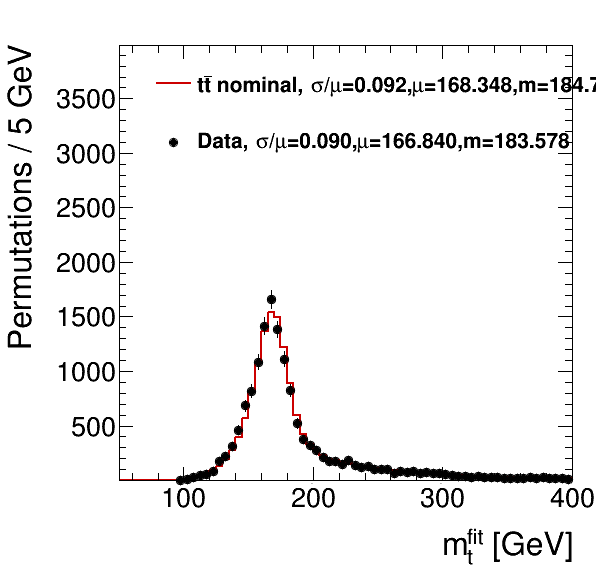 Permutations / 5 GeV
tt̄ nominal, σ/μ=0.092,μ=168.348,m=184.7
Data, σ/μ=0.090,μ=166.840,m=183.578
3500
3000
2500
2000
1500
1000
500
100 200 300 400
m_t^fit [GeV]